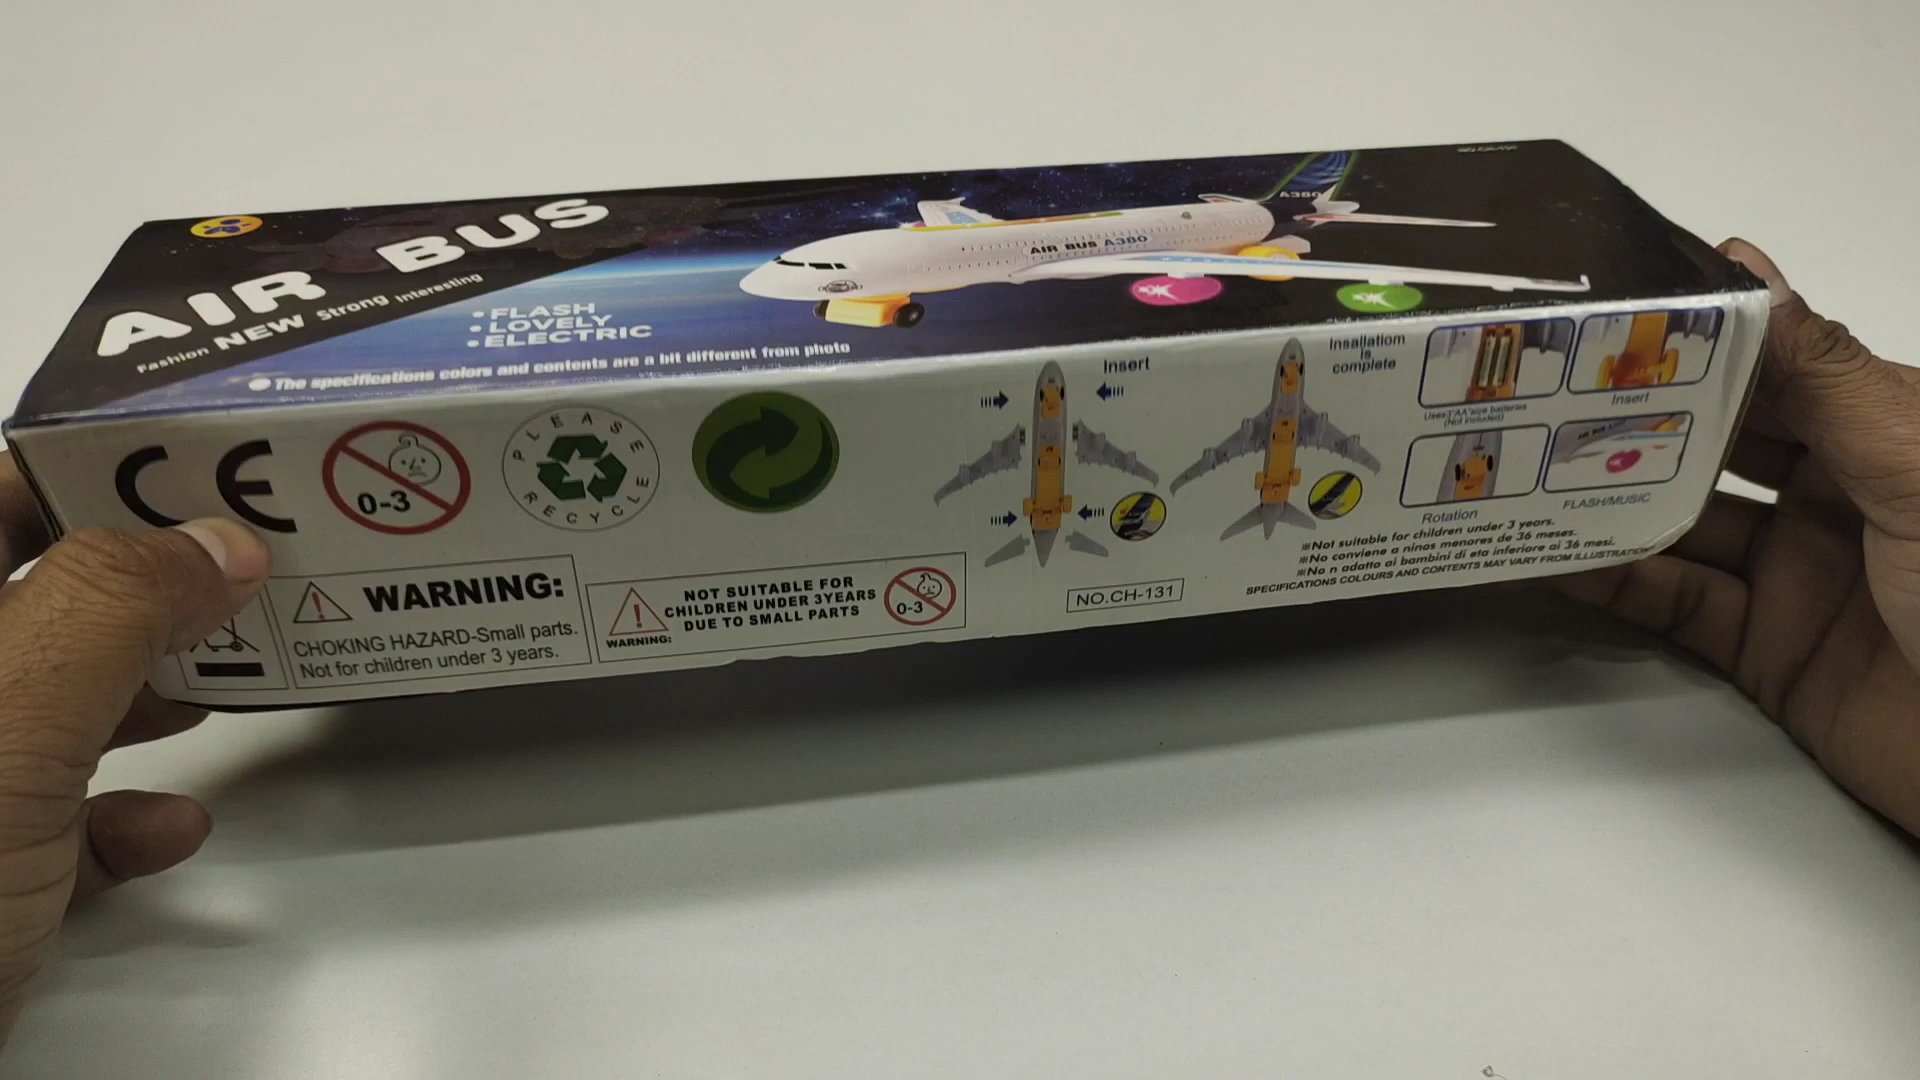 AIR BUS
Fashion NEW Strong Interesting
•FLASH
•LOVELY
•ELECTRIC
The specifications colors and contents are a bit different from photo
AIR BUS A380
A380
CE
0-3
PLEASE
RECYCLE
WARNING:
CHOKING HAZARD-Small parts.
Not for children under 3 years.
NOT SUITABLE FOR
CHILDREN UNDER 3YEARS
DUE TO SMALL PARTS
WARNING:
0-3
Insert
Insallatiom
is
complete
"AA"size batteries
(Not included)
Insert
Rotation
FLASH/MUSIC
NO.CH-131
※Not suitable for children under 3 years.
※No conviene a ninos menores de 36 meses.
※No n adatto ai bambini di eta inferiore ai 36 mesi.
SPECIFICATIONS COLOURS AND CONTENTS MAY VARY FROM ILLUSTRATION